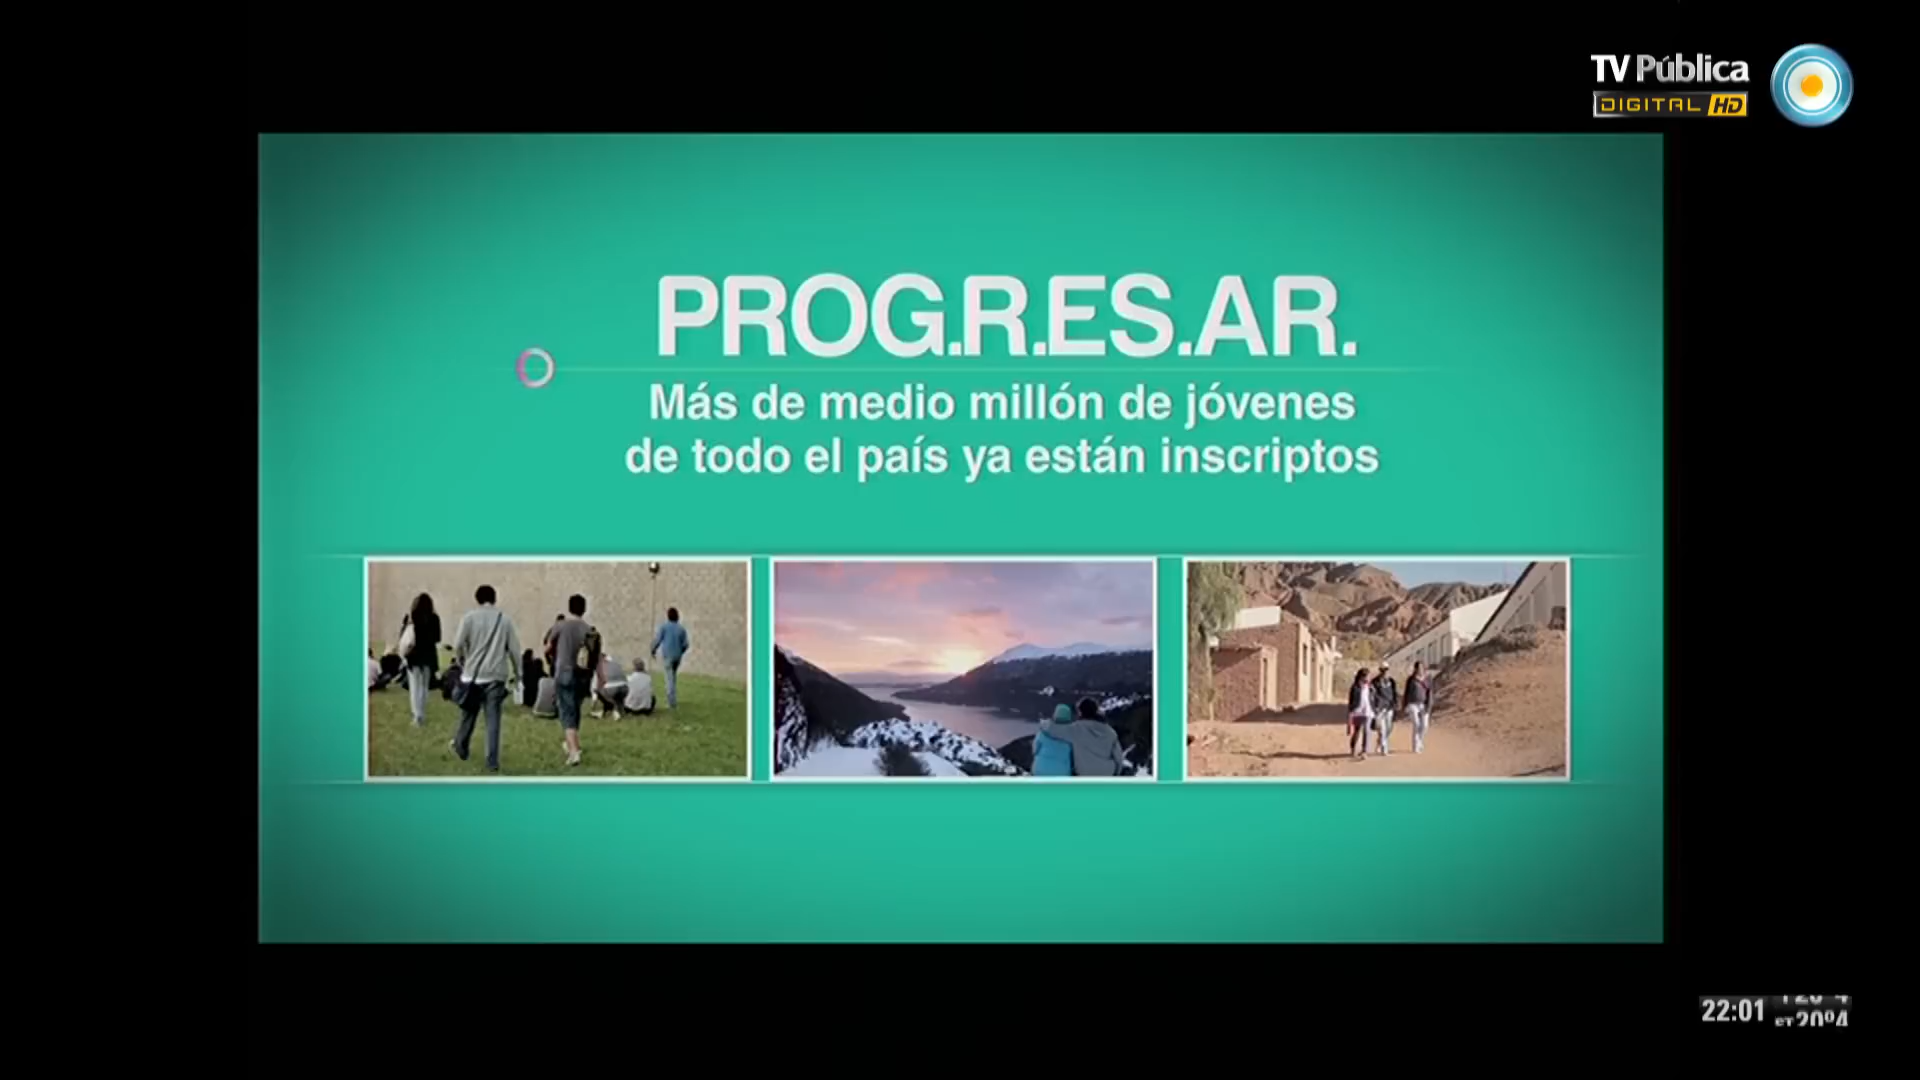 TV Pública
DIGITAL HD
PROG.R.ES.AR.
Más de medio millón de jóvenes
de todo el país ya están inscriptos
22:01